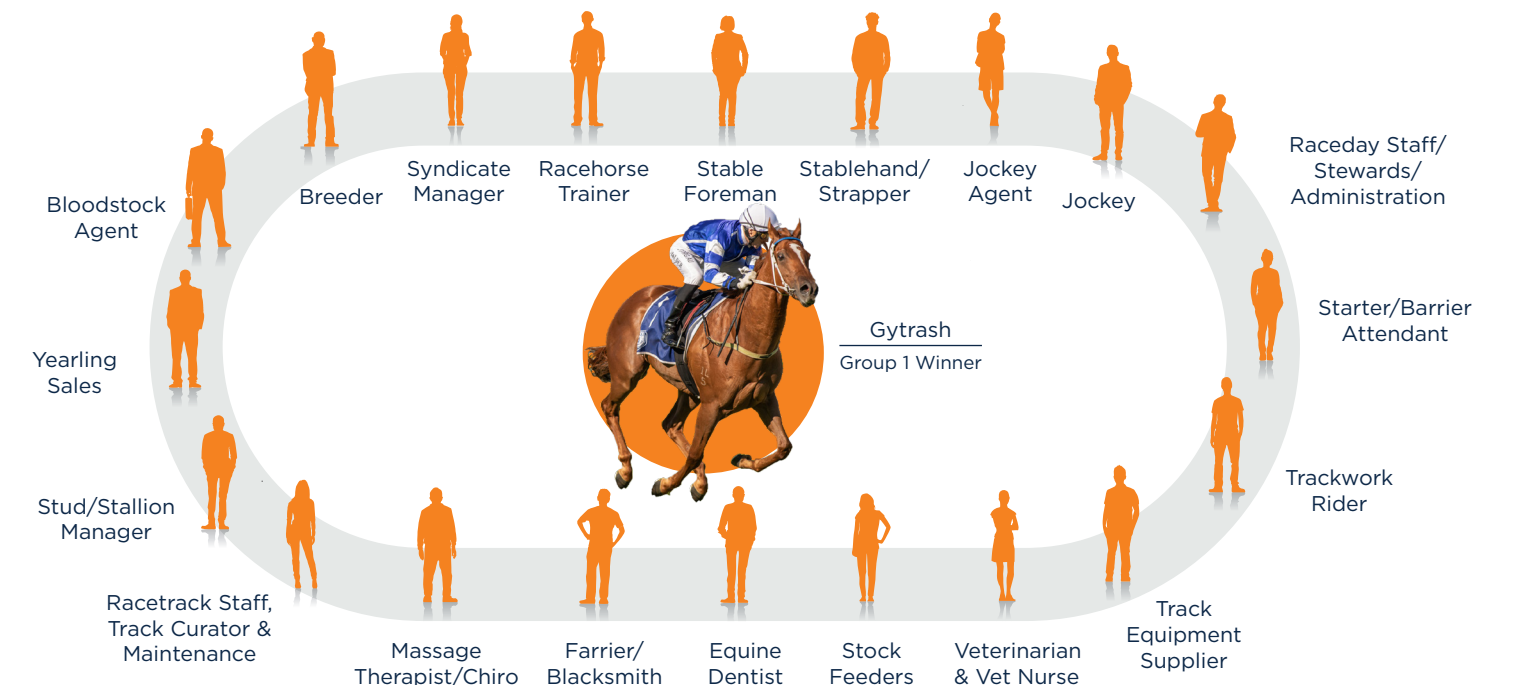 Syndicate
Manager
Racehorse
Trainer
Stable
Foreman
Stablehand/
Strapper
Jockey
Agent
Jockey
Raceday Staff/
Stewards/
Administration
Breeder
Bloodstock
Agent
Starter/Barrier
Attendant
Gytrash
Group 1 Winner
Yearling
Sales
Trackwork
Rider
Stud/Stallion
Manager
Racetrack Staff,
Track Curator &
Maintenance
Massage
Therapist/Chiro
Farrier/
Blacksmith
Equine
Dentist
Stock
Feeders
Veterinarian
& Vet Nurse
Track
Equipment
Supplier